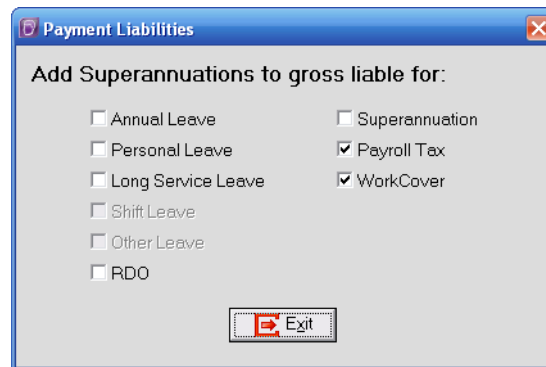 Payment Liabilities
Add Superannuations to gross liable for:
Annual Leave
Superannuation
Personal Leave
Payroll Tax
Long Service Leave
WorkCover
Shift Leave
Other Leave
RDO
Exit